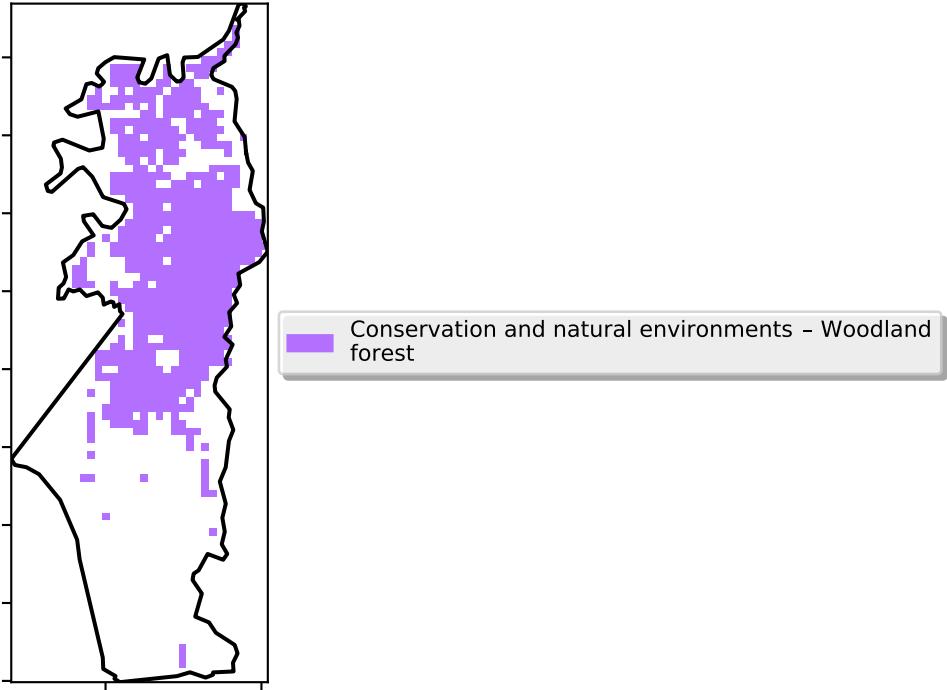 Conservation and natural environments – Woodland
forest